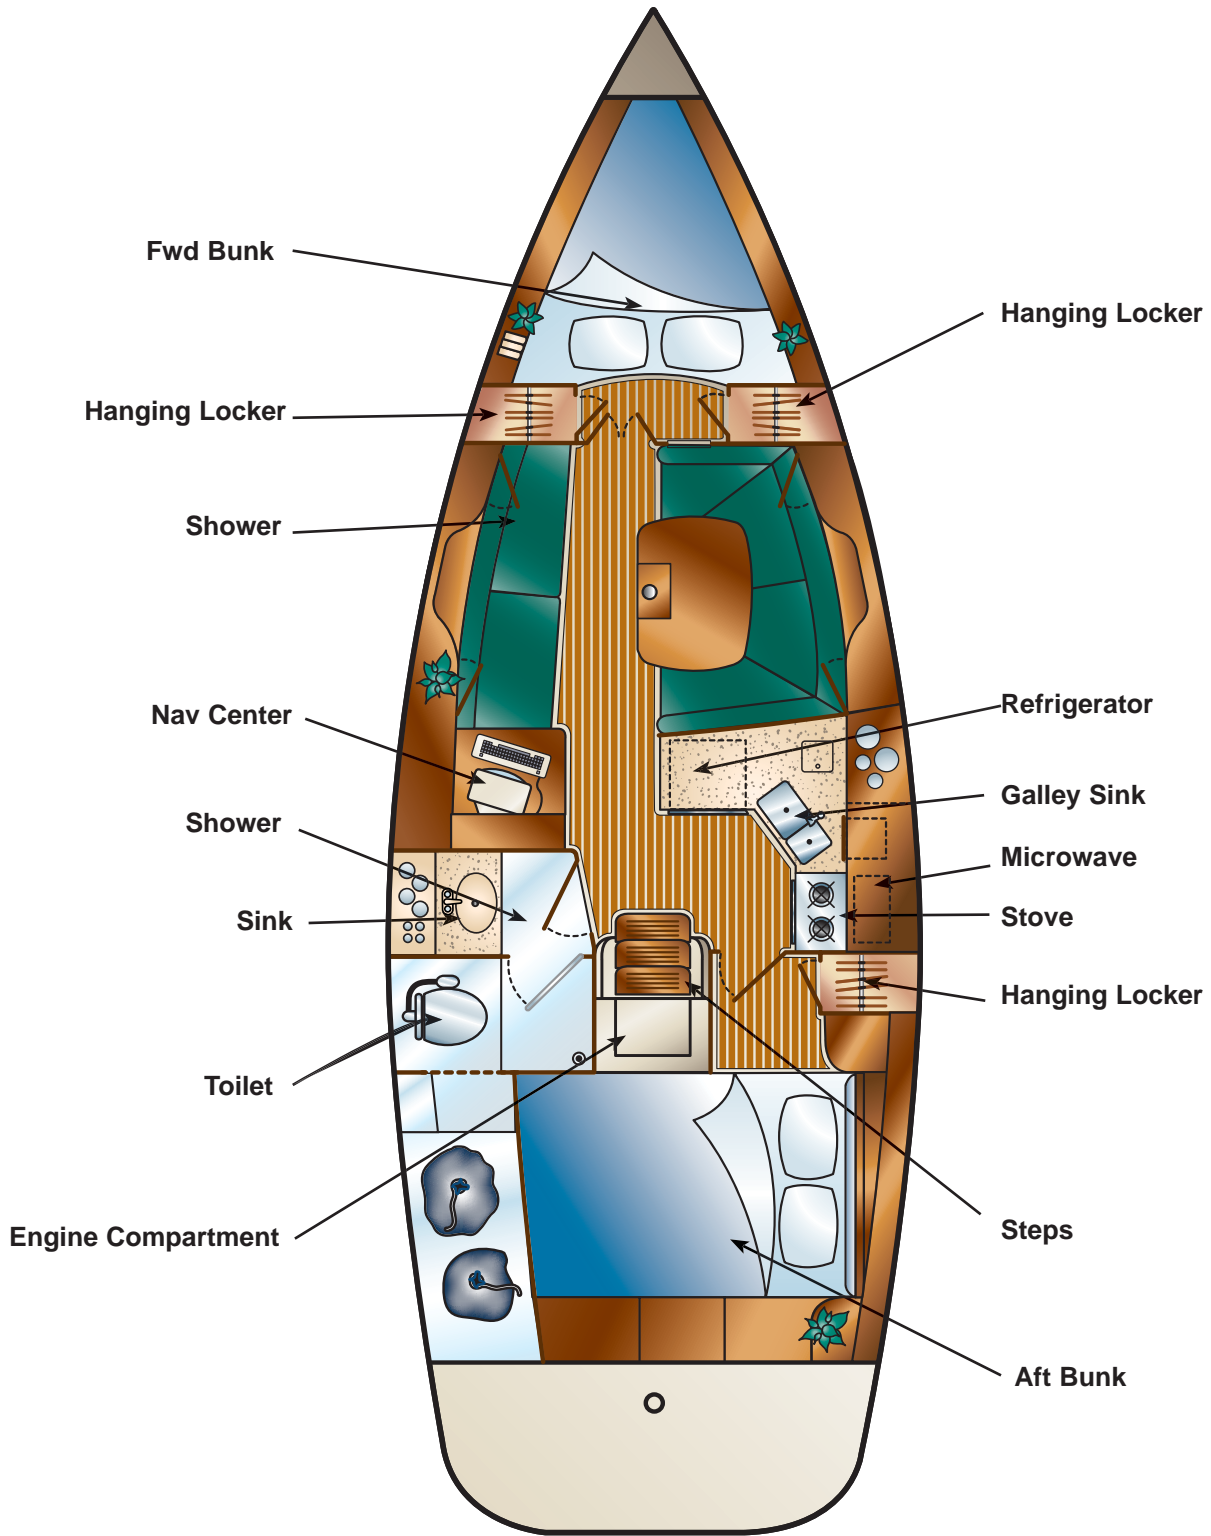 Fwd Bunk
Hanging Locker
Hanging Locker
Shower
Refrigerator
Nav Center
Galley Sink
Shower
Microwave
Sink
Stove
Hanging Locker
Toilet
Steps
Engine Compartment
Aft Bunk